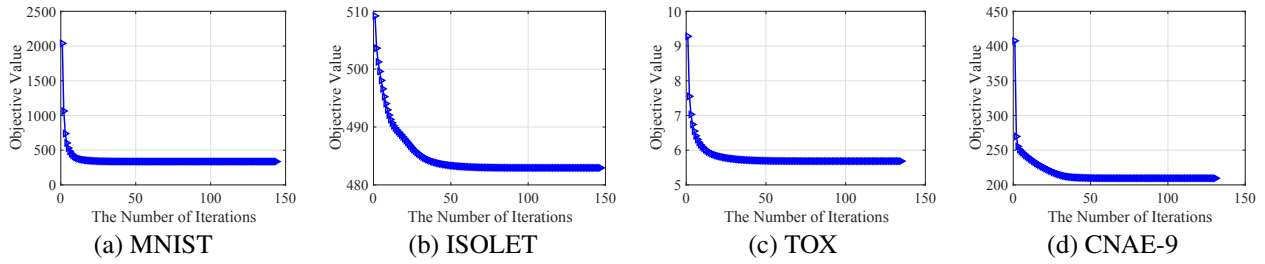 Objective Value
2500
2000
1500
1000
500
0
0 50 100 150
The Number of Iterations
(a) MNIST
Objective Value
510
500
490
480
0 50 100 150
The Number of Iterations
(b) ISOLET
Objective Value
10
9
8
7
6
5
0 50 100 150
The Number of Iterations
(c) TOX
Objective Value
450
400
350
300
250
200
0 50 100 150
The Number of Iterations
(d) CNAE-9